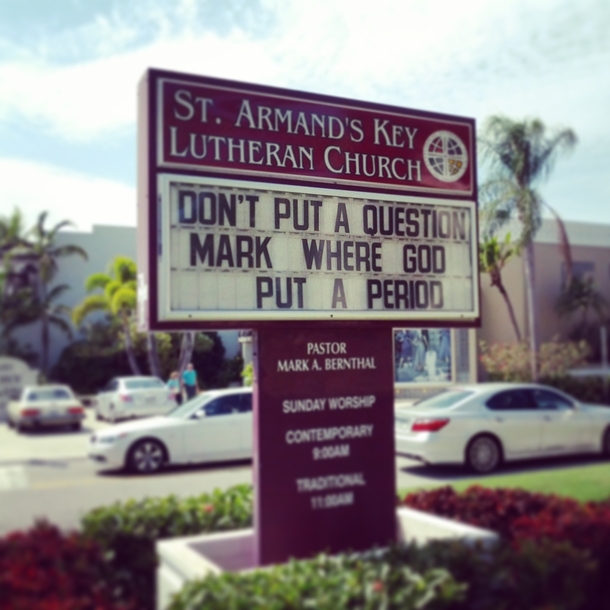 ST. ARMAND'S KEY
LUTHERAN CHURCH
DON'T PUT A QUESTION
MARK WHERE GOD
PUT A PERIOD
PASTOR
MARK A. BERNTHAL
SUNDAY WORSHIP
CONTEMPORARY
9:00AM
TRADITIONAL
11:00AM